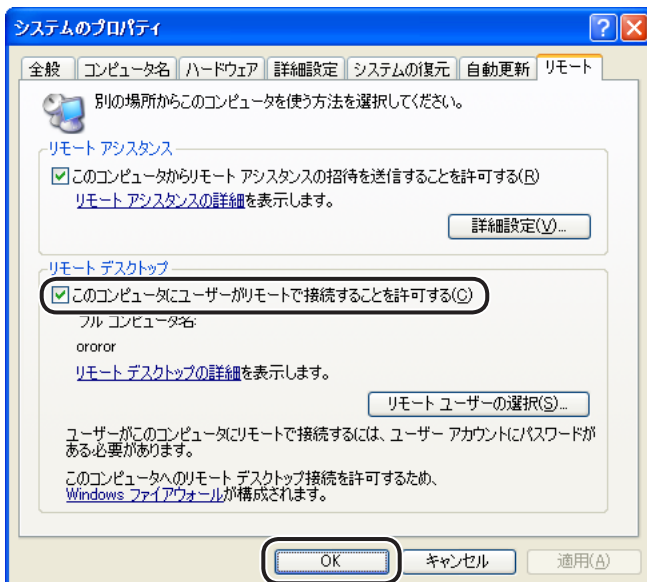 システムのプロパティ
全般 コンピュータ名 ハードウェア 詳細設定 システムの復元 自動更新 リモート
別の場所からこのコンピュータを使う方法を選択してください。
リモート アシスタンス
このコンピュータからリモート アシスタンスの招待を送信することを許可する(R)
リモート アシスタンスの詳細を表示します。
詳細設定(V)...
リモート デスクトップ
このコンピュータにユーザーがリモートで接続することを許可する(C)
フル コンピュータ名:
ororor
リモート デスクトップの詳細を表示します。
リモート ユーザーの選択(S)...
ユーザーがこのコンピュータにリモートで接続するには、ユーザー アカウントにパスワードが
ある必要があります。
このコンピュータへのリモート デスクトップ接続を許可するため、
Windows ファイアウォールが構成されます。
OK キャンセル 適用(A)